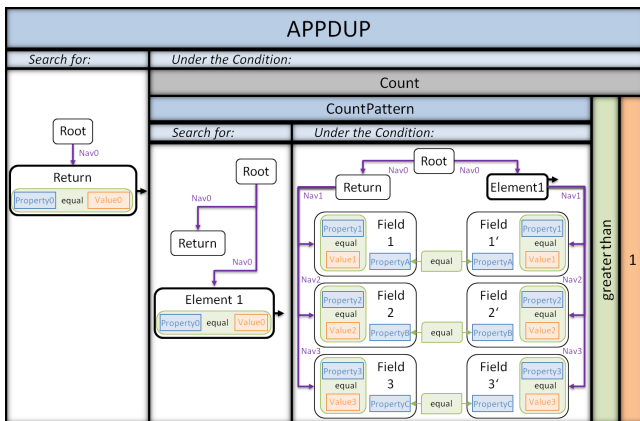 APPDUP
Search for:
Under the Condition:
Count
CountPattern
greater than
1
Search for:
Under the Condition:
Root
Nav0
Return
Property0 equal Value0
Root
Nav0
Return
Nav0
Element 1
Property0 equal Value0
Root
Nav0 Nav0
Return Element1
Nav1 Nav1
Property1 Field Field Property1
equal 1 1‘ equal
Value1 PropertyA equal PropertyA Value1
Nav2 Nav2
Property2 Field Field Property2
equal 2 2‘ equal
Value2 PropertyB equal PropertyB Value2
Nav3 Nav3
Property3 Field Field Property3
equal 3 3‘ equal
Value3 PropertyC equal PropertyC Value3